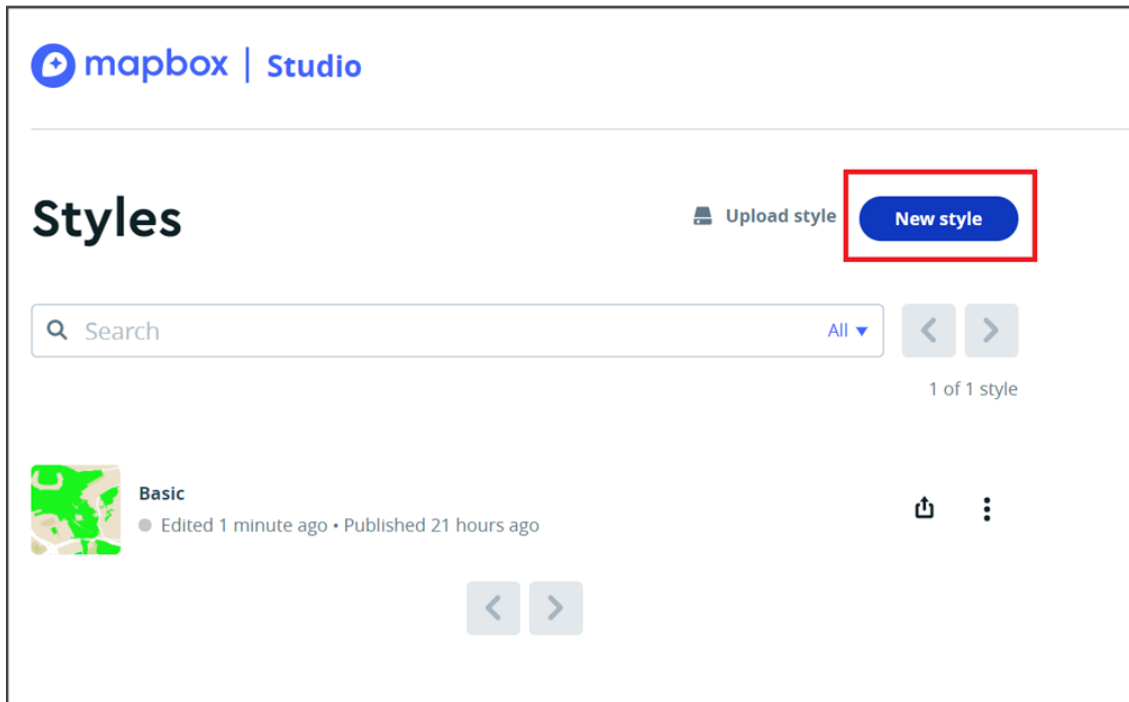 mapbox | Studio
Styles
Upload style
New style
Search
All
1 of 1 style
Basic
Edited 1 minute ago • Published 21 hours ago